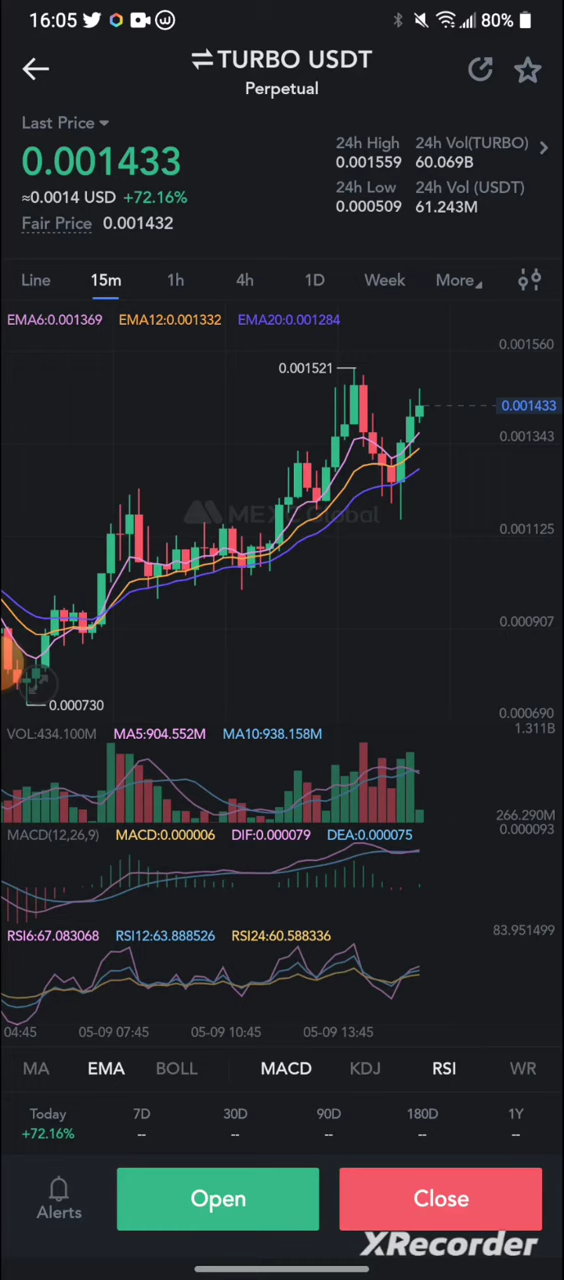 16:05 80%
TURBO USDT
Perpetual
Last Price
0.001433
≈0.0014 USD +72.16%
Fair Price 0.001432
24h High 24h Vol(TURBO)
0.001559 60.069B
24h Low 24h Vol (USDT)
0.000509 61.243M
Line 15m 1h 4h 1D Week More
EMA6:0.001369 EMA12:0.001332 EMA20:0.001284
0.001560
0.001521
0.001433
0.001343
MEXC Global
0.001125
0.000907
0.000730
0.000690
VOL:434.100M MA5:904.552M MA10:938.158M
1.311B
266.290M
MACD(12,26,9) MACD:0.000006 DIF:0.000079 DEA:0.000075
0.000093
RSI6:67.083068 RSI12:63.888526 RSI24:60.588336
83.951499
04:45 05-09 07:45 05-09 10:45 05-09 13:45
MA EMA BOLL MACD KDJ RSI WR
Today 7D 30D 90D 180D 1Y
+72.16% -- -- -- -- --
Alerts
Open
Close
XRecorder